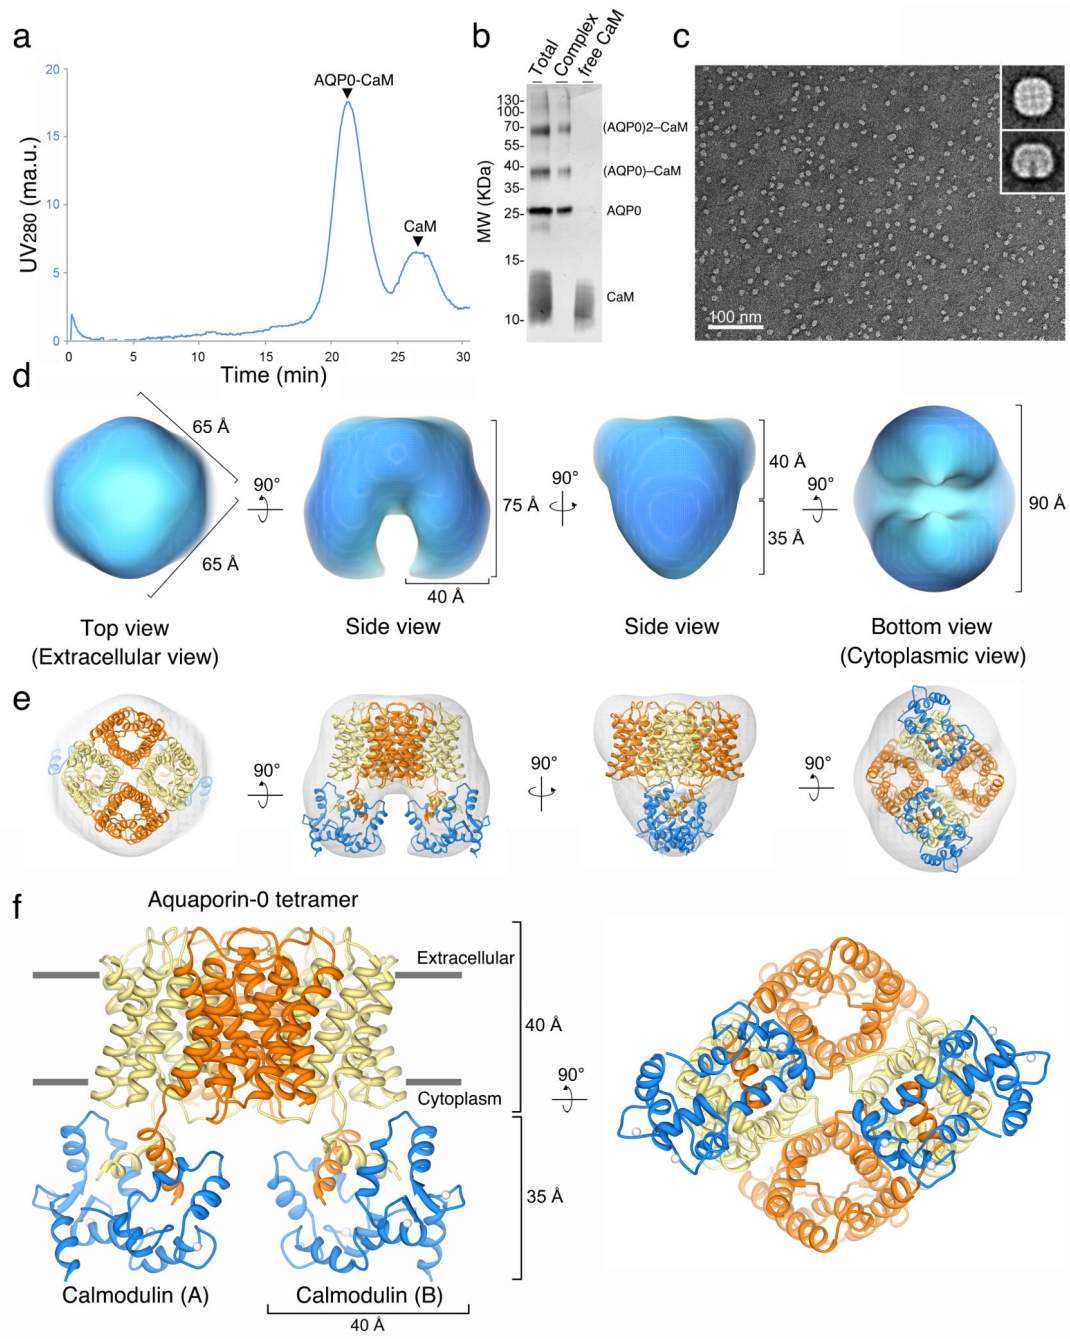 a
20
15
10
5
0
UV280 (ma.u.)
AQP0-CaM
CaM
0
5
10
15
20
25
30
Time (min)
b
Total
Complex
free CaM
MW (KDa)
130-
100-
70-
55-
40-
35-
25-
15-
10-
(AQP0)2–CaM
(AQP0)–CaM
AQP0
CaM
c
100 nm
d
65 Å
65 Å
90°
75 Å
40 Å
90°
40 Å
35 Å
90°
90 Å
Top view
(Extracellular view)
Side view
Side view
Bottom view
(Cytoplasmic view)
e
90°
90°
90°
f
Aquaporin-0 tetramer
Extracellular
40 Å
Cytoplasm
35 Å
90°
Calmodulin (A)
Calmodulin (B)
40 Å